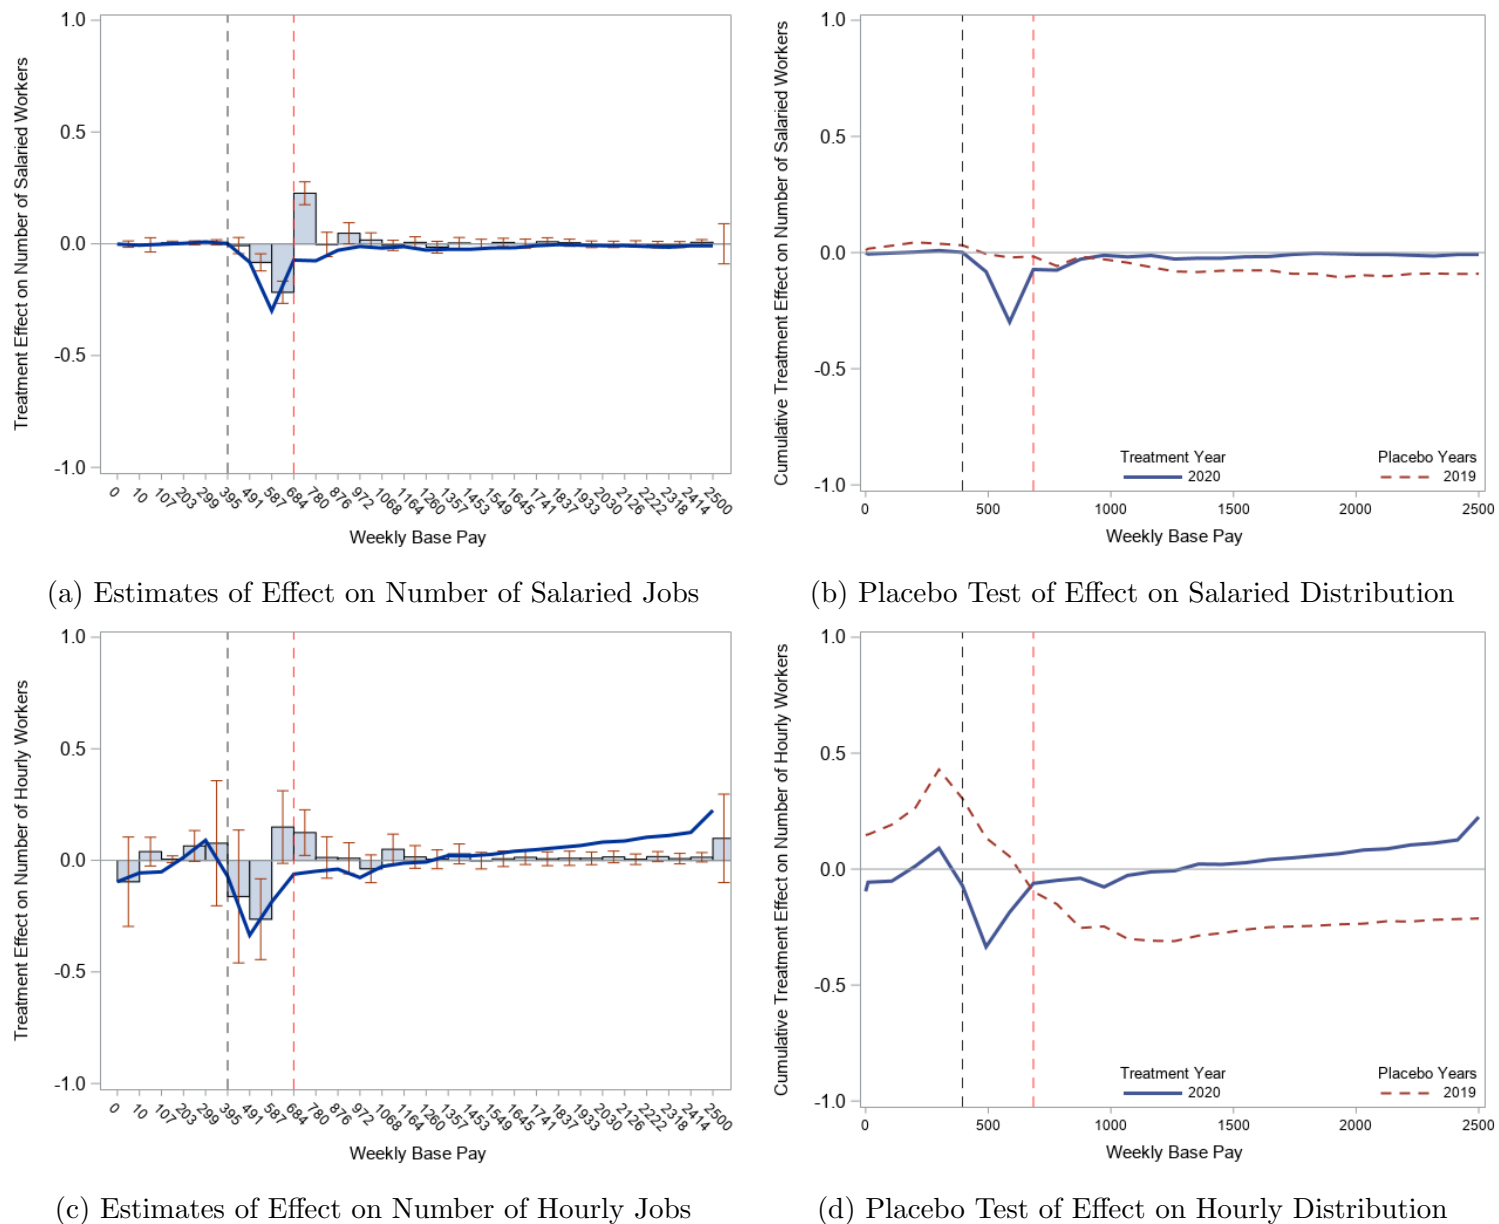 Treatment Effect on Number of Salaried Workers
1.0
0.5
0.0
-0.5
-1.0
0 10 107 203 299 395 491 587 684 780 876 972 1068 1164 1260 1357 1453 1549 1645 1741 1837 1933 2030 2126 2222 2318 2414 2500
Weekly Base Pay
(a) Estimates of Effect on Number of Salaried Jobs
Cumulative Treatment Effect on Number of Salaried Workers
1.0
0.5
0.0
-0.5
-1.0
Treatment Year Placebo Years
2020 2019
0 500 1000 1500 2000 2500
Weekly Base Pay
(b) Placebo Test of Effect on Salaried Distribution
Treatment Effect on Number of Hourly Workers
1.0
0.5
0.0
-0.5
-1.0
0 10 107 203 299 395 491 587 684 780 876 972 1068 1164 1260 1357 1453 1549 1645 1741 1837 1933 2030 2126 2222 2318 2414 2500
Weekly Base Pay
(c) Estimates of Effect on Number of Hourly Jobs
Cumulative Treatment Effect on Number of Hourly Workers
1.0
0.5
0.0
-0.5
-1.0
Treatment Year Placebo Years
2020 2019
0 500 1000 1500 2000 2500
Weekly Base Pay
(d) Placebo Test of Effect on Hourly Distribution